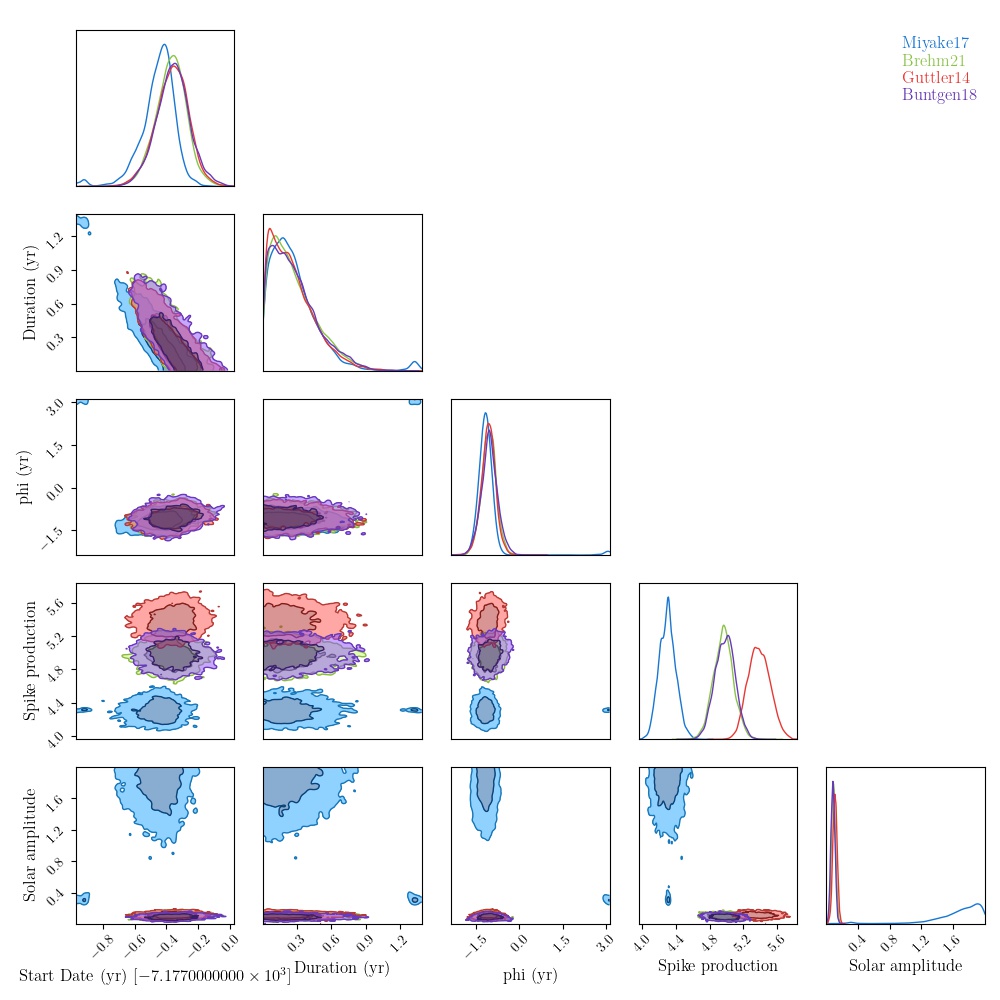 Miyake17
Brehm21
Guttler14
Buntgen18
Duration (yr)
1.2
0.9
0.6
0.3
phi (yr)
3.0
1.5
0.0
−1.5
Spike production
5.6
5.2
4.8
4.4
4.0
Solar amplitude
1.6
1.2
0.8
0.4
−0.8 −0.6 −0.4 −0.2 0.0
0.3 0.6 0.9 1.2
−1.5 0.0 1.5 3.0
4.0 4.4 4.8 5.2 5.6
0.4 0.8 1.2 1.6
Start Date (yr) [−7.1770000000 × 10³]
Duration (yr)
phi (yr)
Spike production
Solar amplitude